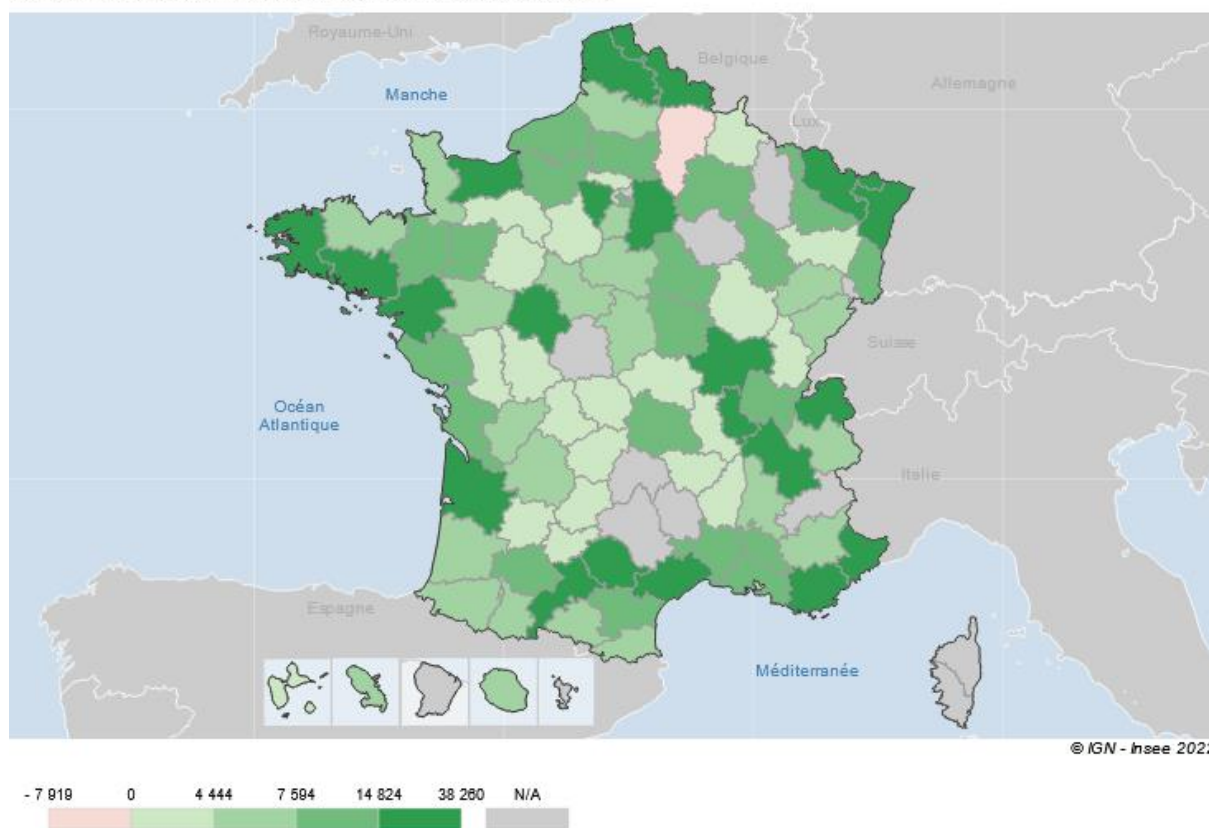 Royaume-Uni
Belgique
Allemagne
Manche
Lux.
Suisse
Océan
Atlantique
Italie
Espagne
Méditerranée
© IGN - Insee 2022
- 7 919 0 4 444 7 594 14 824 38 260 N/A